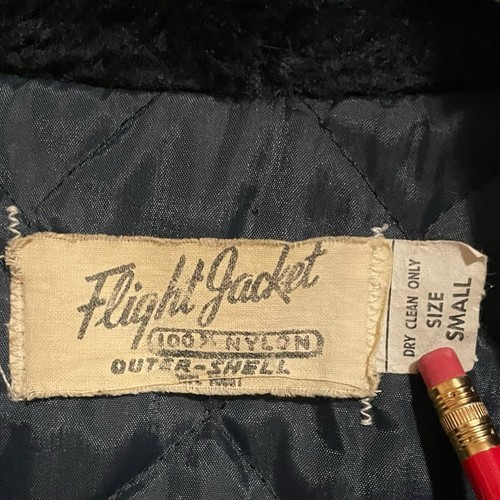 Flight Jacket
100% NYLON
OUTER-SHELL
DRY CLEAN ONLY
SIZE
SMALL